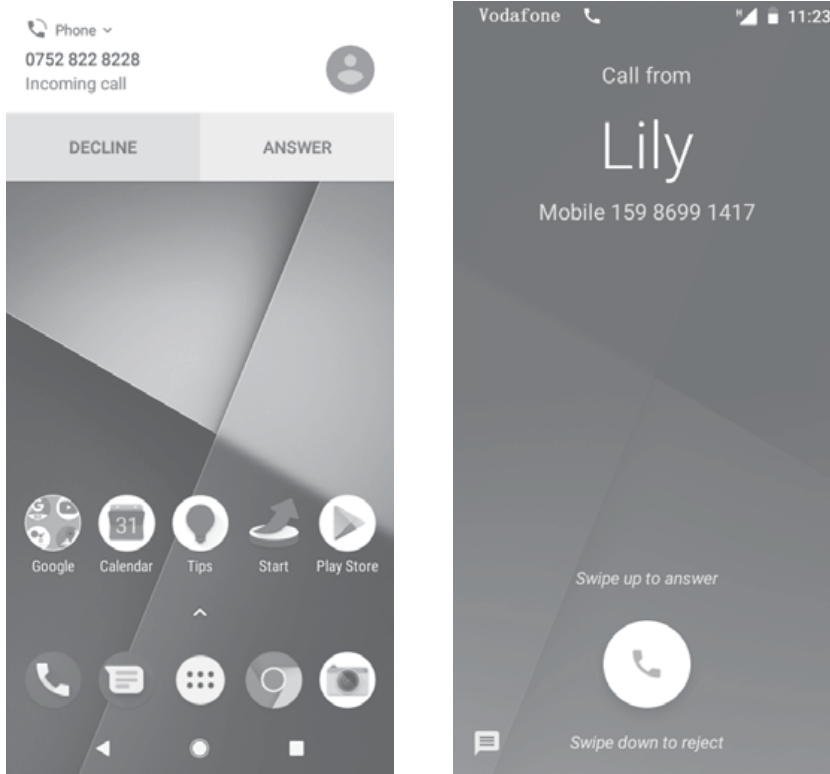 Phone
0752 822 8228
Incoming call
DECLINE ANSWER
31
Google Calendar Tips Start Play Store
Vodafone H 11:23
Call from
Lily
Mobile 159 8699 1417
Swipe up to answer
Swipe down to reject